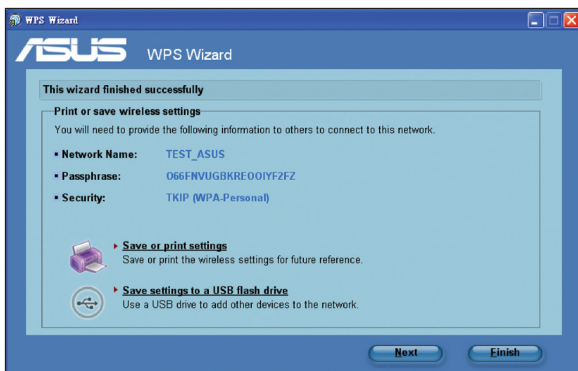 WPS Wizard
ASUS WPS Wizard
This wizard finished successfully
Print or save wireless settings
You will need to provide the following information to others to connect to this network.
Network Name: TEST_ASUS
Passphrase: O66FNVUGBKREOOIYF2FZ
Security: TKIP (WPA-Personal)
Save or print settings
Save or print the wireless settings for future reference.
Save settings to a USB flash drive
Use a USB drive to add other devices to the network.
Next Finish